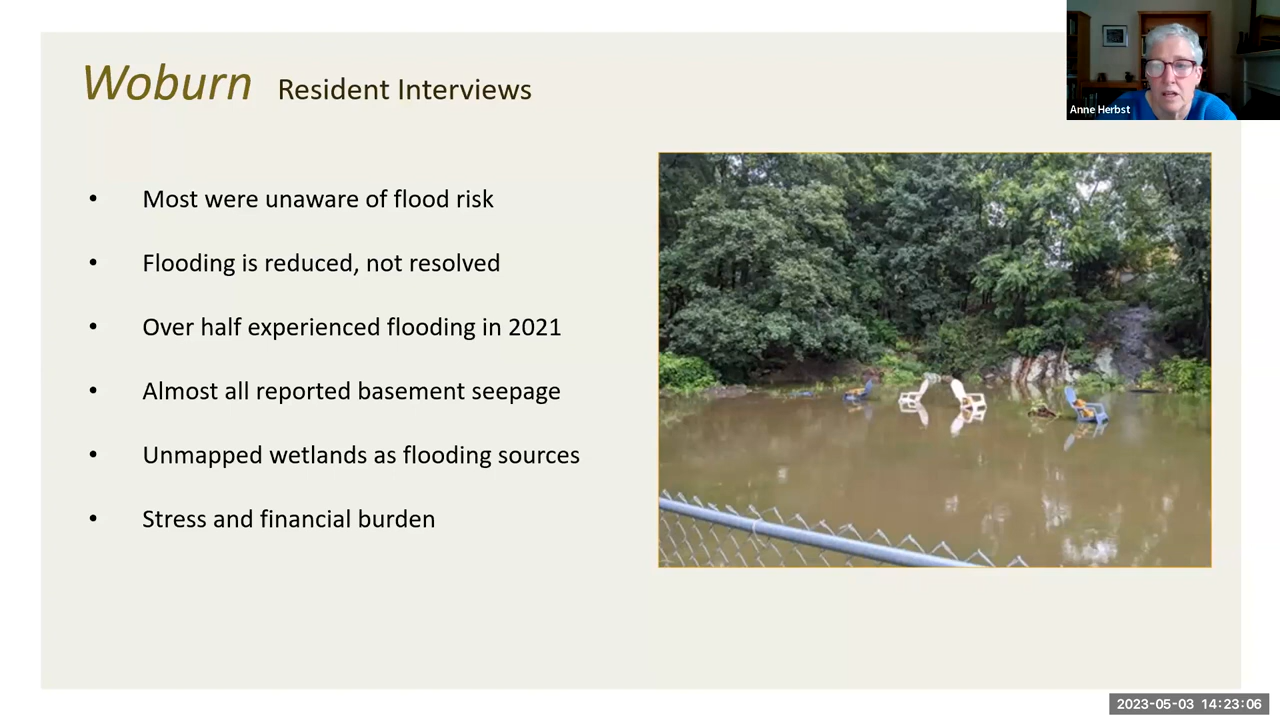 Woburn Resident Interviews
Anne Herbst
• Most were unaware of flood risk
• Flooding is reduced, not resolved
• Over half experienced flooding in 2021
• Almost all reported basement seepage
• Unmapped wetlands as flooding sources
• Stress and financial burden
2023-05-03 14:23:06